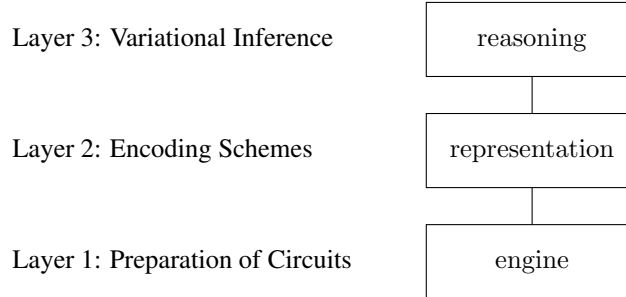 Layer 3: Variational Inference reasoning
Layer 2: Encoding Schemes representation
Layer 1: Preparation of Circuits engine